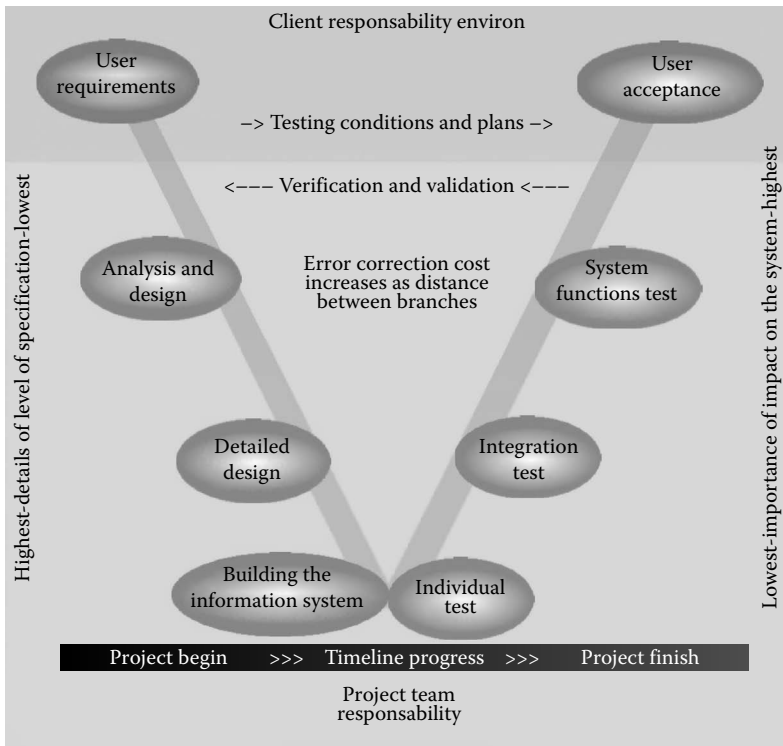 Client responsability environ
User
requirements
User
acceptance
–> Testing conditions and plans –>
<––– Verification and validation <–––
Highest-details of level of specification-lowest
Lowest-importance of impact on the system-highest
Analysis and
design
Error correction cost
increases as distance
between branches
System
functions test
Detailed
design
Integration
test
Building the
information system
Individual
test
Project begin >>> Timeline progress >>> Project finish
Project team
responsability